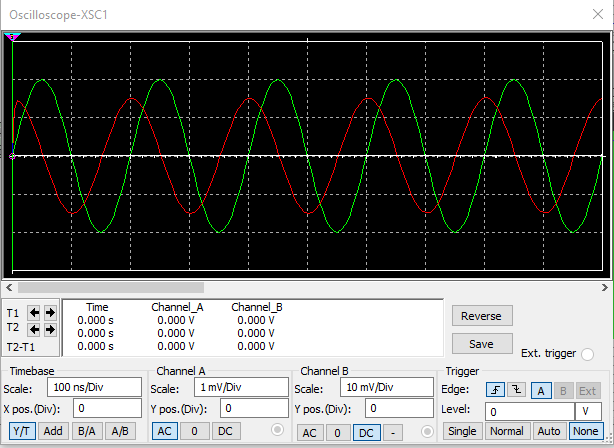 Oscilloscope-XSC1
Time Channel_A Channel_B
T1 0.000 s 0.000 V 0.000 V
T2 0.000 s 0.000 V 0.000 V
T2-T1 0.000 s 0.000 V 0.000 V
Reverse
Save
Ext. trigger
Timebase
Scale: 100 ns/Div
X pos.(Div): 0
Y/T Add B/A A/B
Channel A
Scale: 1 mV/Div
Y pos.(Div): 0
AC 0 DC
Channel B
Scale: 10 mV/Div
Y pos.(Div): 0
AC 0 DC -
Trigger
Edge: A B Ext
Level: 0 V
Single Normal Auto None